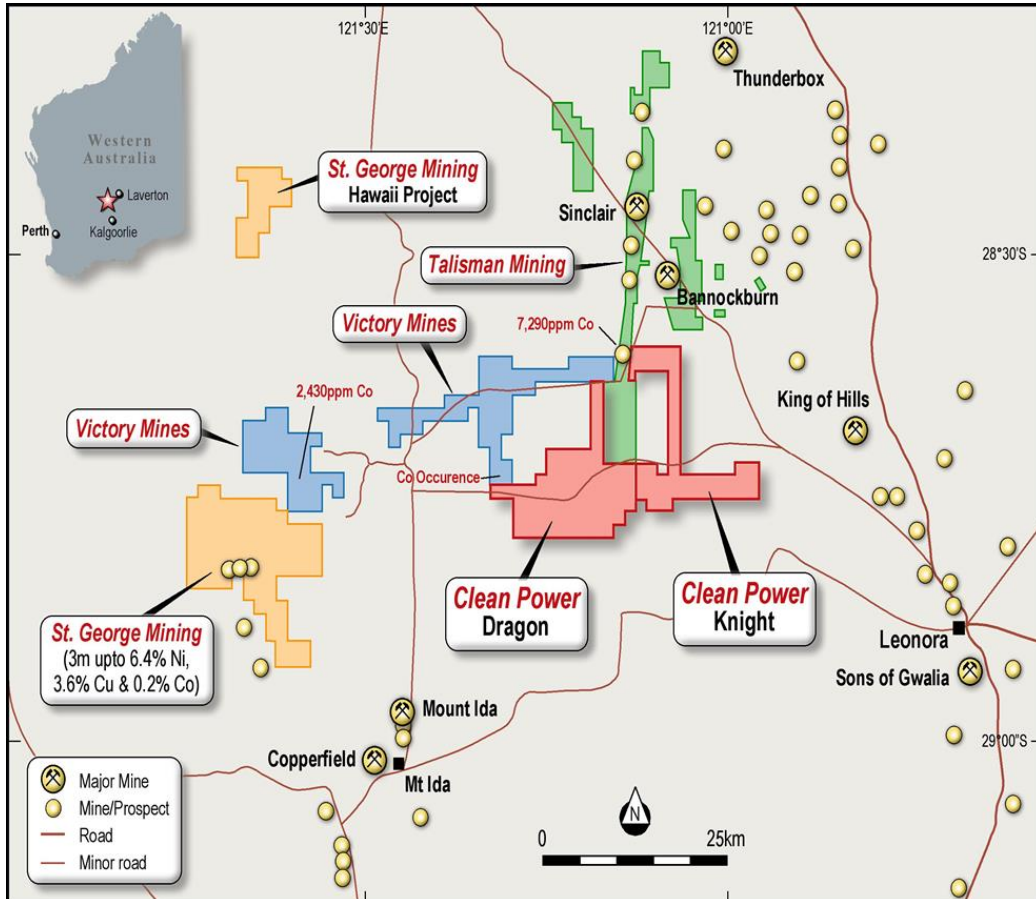 121°30'E
121°00'E
Thunderbox
Western
Australia
Laverton
Perth
Kalgoorlie
St. George Mining
Hawaii Project
Sinclair
28°30'S
Talisman Mining
Bannockburn
Victory Mines
7,290ppm Co
2,430ppm Co
King of Hills
Victory Mines
Co Occurence
Clean Power
Dragon
Clean Power
Knight
St. George Mining
(3m upto 6.4% Ni,
3.6% Cu & 0.2% Co)
Leonora
Sons of Gwalia
Mount Ida
29°00'S
Copperfield
Mt Ida
Major Mine
Mine/Prospect
Road
Minor road
N
0
25km